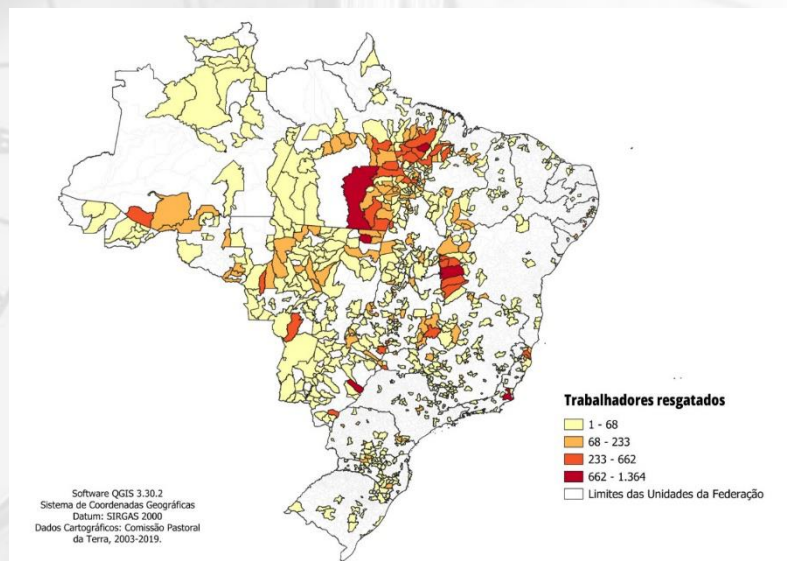 Trabalhadores resgatados
1 - 68
68 - 233
233 - 662
662 - 1.364
Limites das Unidades da Federação
Software QGIS 3.30.2
Sistema de Coordenadas Geográficas
Datum: SIRGAS 2000
Dados Cartográficos: Comissão Pastoral
da Terra, 2003-2019.